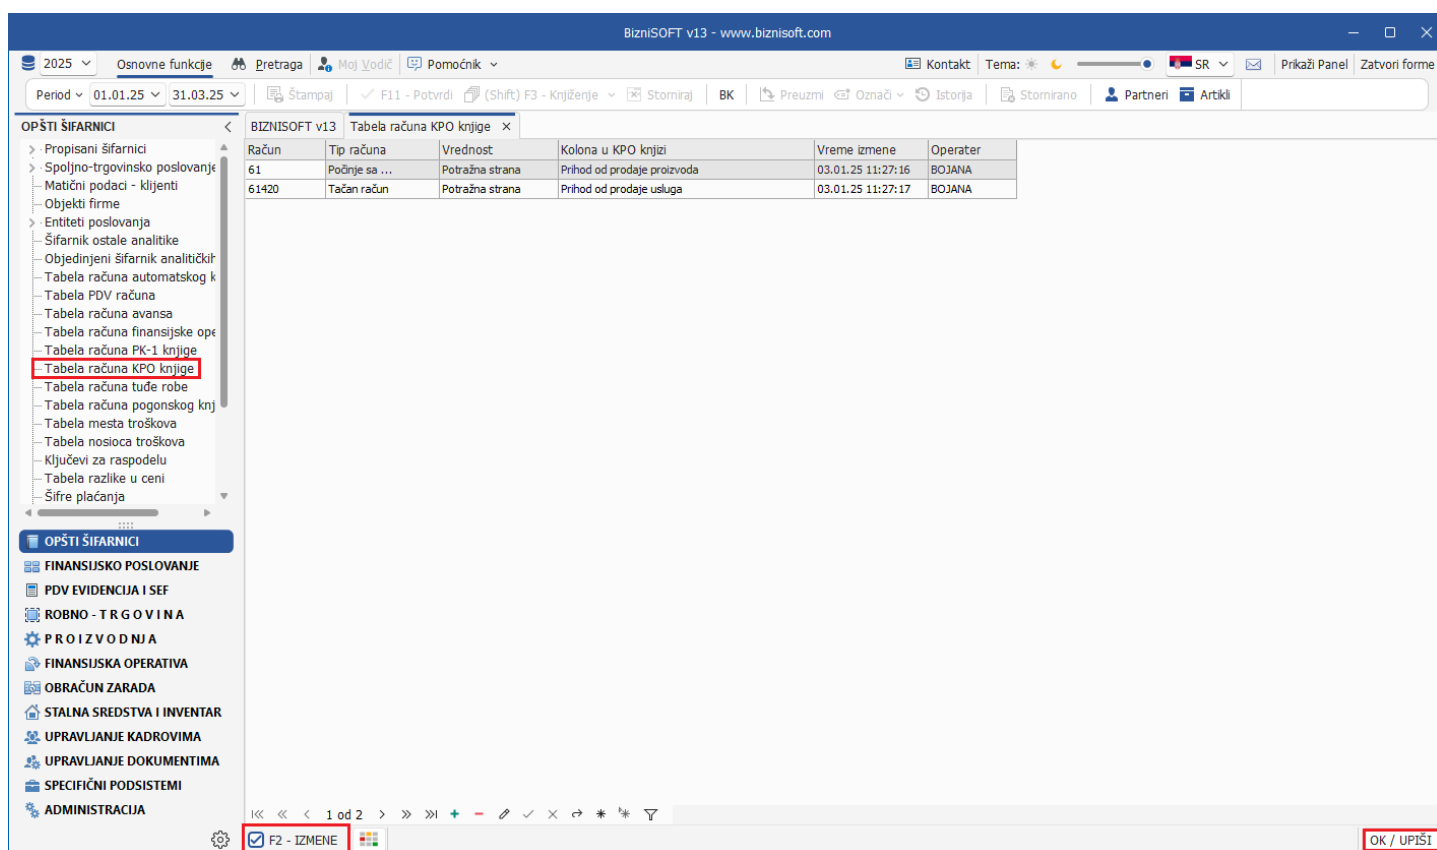 BizniSOFT v13 - www.biznisoft.com
2025 Osnovne funkcije Pretraga Moj Vodič Pomoćnik Kontakt Tema: SR Prikaži Panel Zatvori forme
Period 01.01.25 31.03.25 Štampaj F11 - Potvrdi (Shift) F3 - Knjiženje Storniraj BK Preuzmi Označi Istorija Stornirano Partneri Artikli
OPŠTI ŠIFARNICI BIZNISOFT v13 Tabela računa KPO knjige
Propisani šifarnici
Spoljno-trgovinsko poslovanje
Matični podaci - klijenti
Objekti firme
Entiteti poslovanja
Šifarnik ostale analitike
Objedinjeni šifarnik analitičkih
Tabela računa automatskog k
Tabela PDV računa
Tabela računa avansa
Tabela računa finansijske ope
Tabela računa PK-1 knjige
Tabela računa KPO knjige
Tabela računa tuđe robe
Tabela računa pogonskog knj
Tabela mesta troškova
Tabela nosioca troškova
Ključevi za raspodelu
Tabela razlike u ceni
Šifre plaćanja
Račun Tip računa Vrednost Kolona u KPO knjizi Vreme izmene Operater
61 Počinje sa ... Potražna strana Prihod od prodaje proizvoda 03.01.25 11:27:16 BOJANA
61420 Tačan račun Potražna strana Prihod od prodaje usluga 03.01.25 11:27:17 BOJANA
OPŠTI ŠIFARNICI
FINANSIJSKO POSLOVANJE
PDV EVIDENCIJA I SEF
ROBNO - T R G O V I N A
P R O I Z V O D NJ A
FINANSIJSKA OPERATIVA
OBRAČUN ZARADA
STALNA SREDSTVA I INVENTAR
UPRAVLJANJE KADROVIMA
UPRAVLJANJE DOKUMENTIMA
SPECIFIČNI PODSISTEMI
ADMINISTRACIJA
1 od 2
F2 - IZMENE OK / UPIŠI